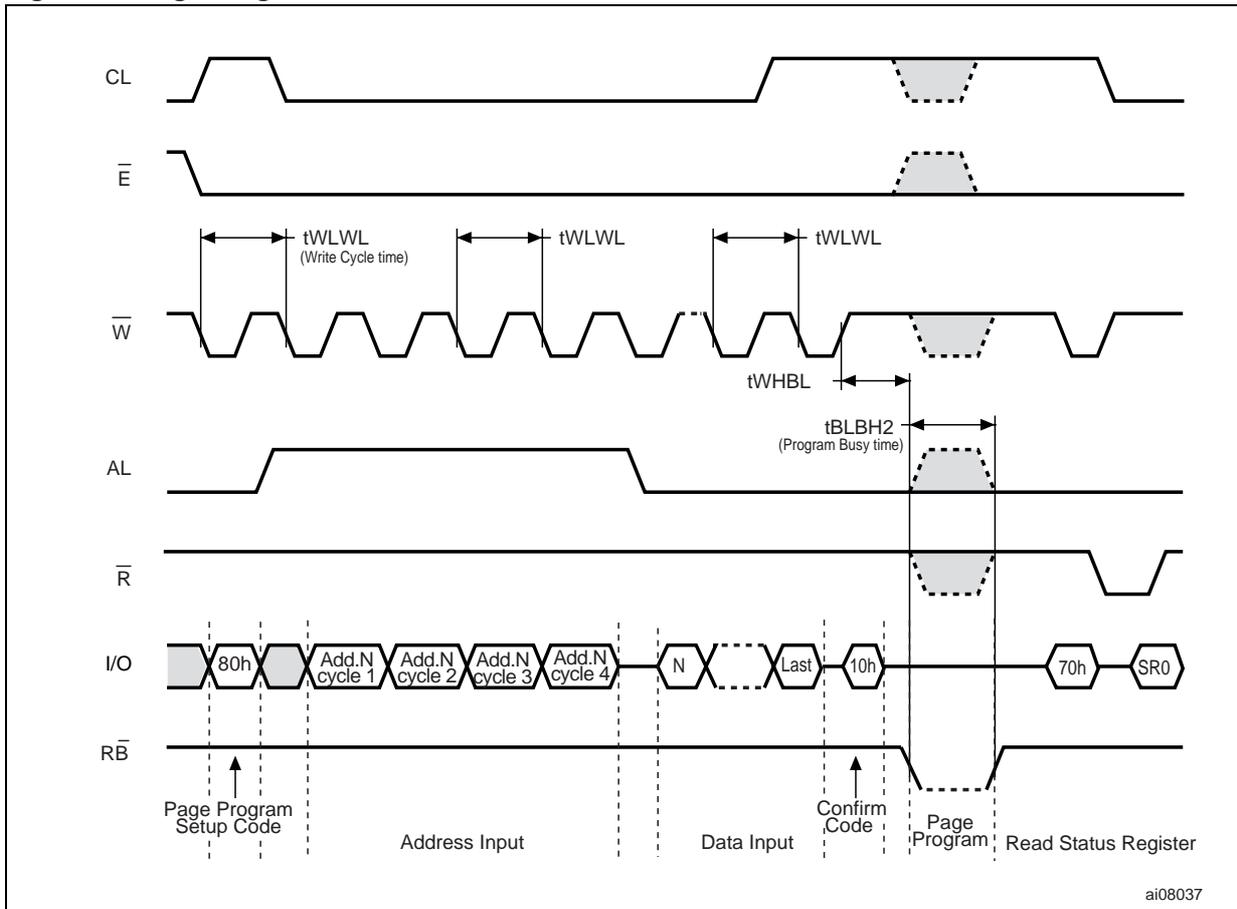 CL
E
tWLWL
(Write Cycle time)
tWLWL
tWLWL
W
tWHBL
tBLBH2
(Program Busy time)
AL
R
I/O
80h
Add.N
cycle 1
Add.N
cycle 2
Add.N
cycle 3
Add.N
cycle 4
N
Last
10h
70h
SR0
RB
Page Program
Setup Code
Address Input
Data Input
Confirm
Code
Page
Program
Read Status Register
ai08037